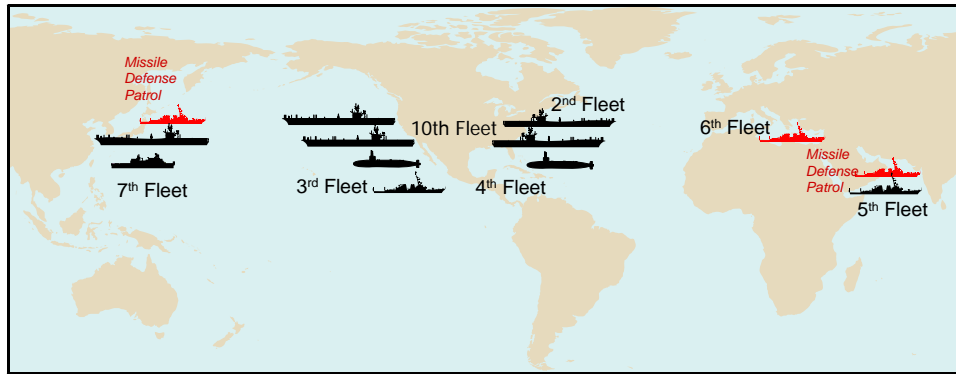 Missile
Defense
Patrol
7th Fleet
3rd Fleet
10th Fleet
2nd Fleet
4th Fleet
6th Fleet
Missile
Defense
Patrol
5th Fleet